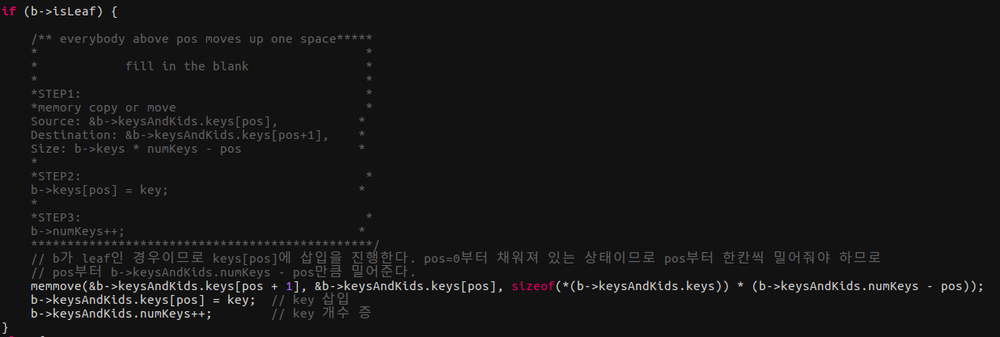 if (b->isLeaf) {
/** everybody above pos moves up one space*****
* *
* fill in the blank *
* *
*STEP1: *
*memory copy or move *
Source: &b->keysAndKids.keys[pos], *
Destination: &b->keysAndKids.keys[pos+1], *
Size: b->keys * numKeys - pos *
*
*STEP2: *
b->keys[pos] = key; *
*
*STEP3: *
b->numKeys++; *
***********************************************/
// b가 leaf인 경우이므로 keys[pos]에 삽입을 진행한다. pos=0부터 채워져 있는 상태이므로 pos부터 한칸씩 밀어줘야 하므로
// pos부터 b->keysAndKids.numKeys - pos만큼 밀어준다.
memmove(&b->keysAndKids.keys[pos + 1], &b->keysAndKids.keys[pos], sizeof(*(b->keysAndKids.keys)) * (b->keysAndKids.numKeys - pos));
b->keysAndKids.keys[pos] = key; // key 삽입
b->keysAndKids.numKeys++; // key 개수 증
}